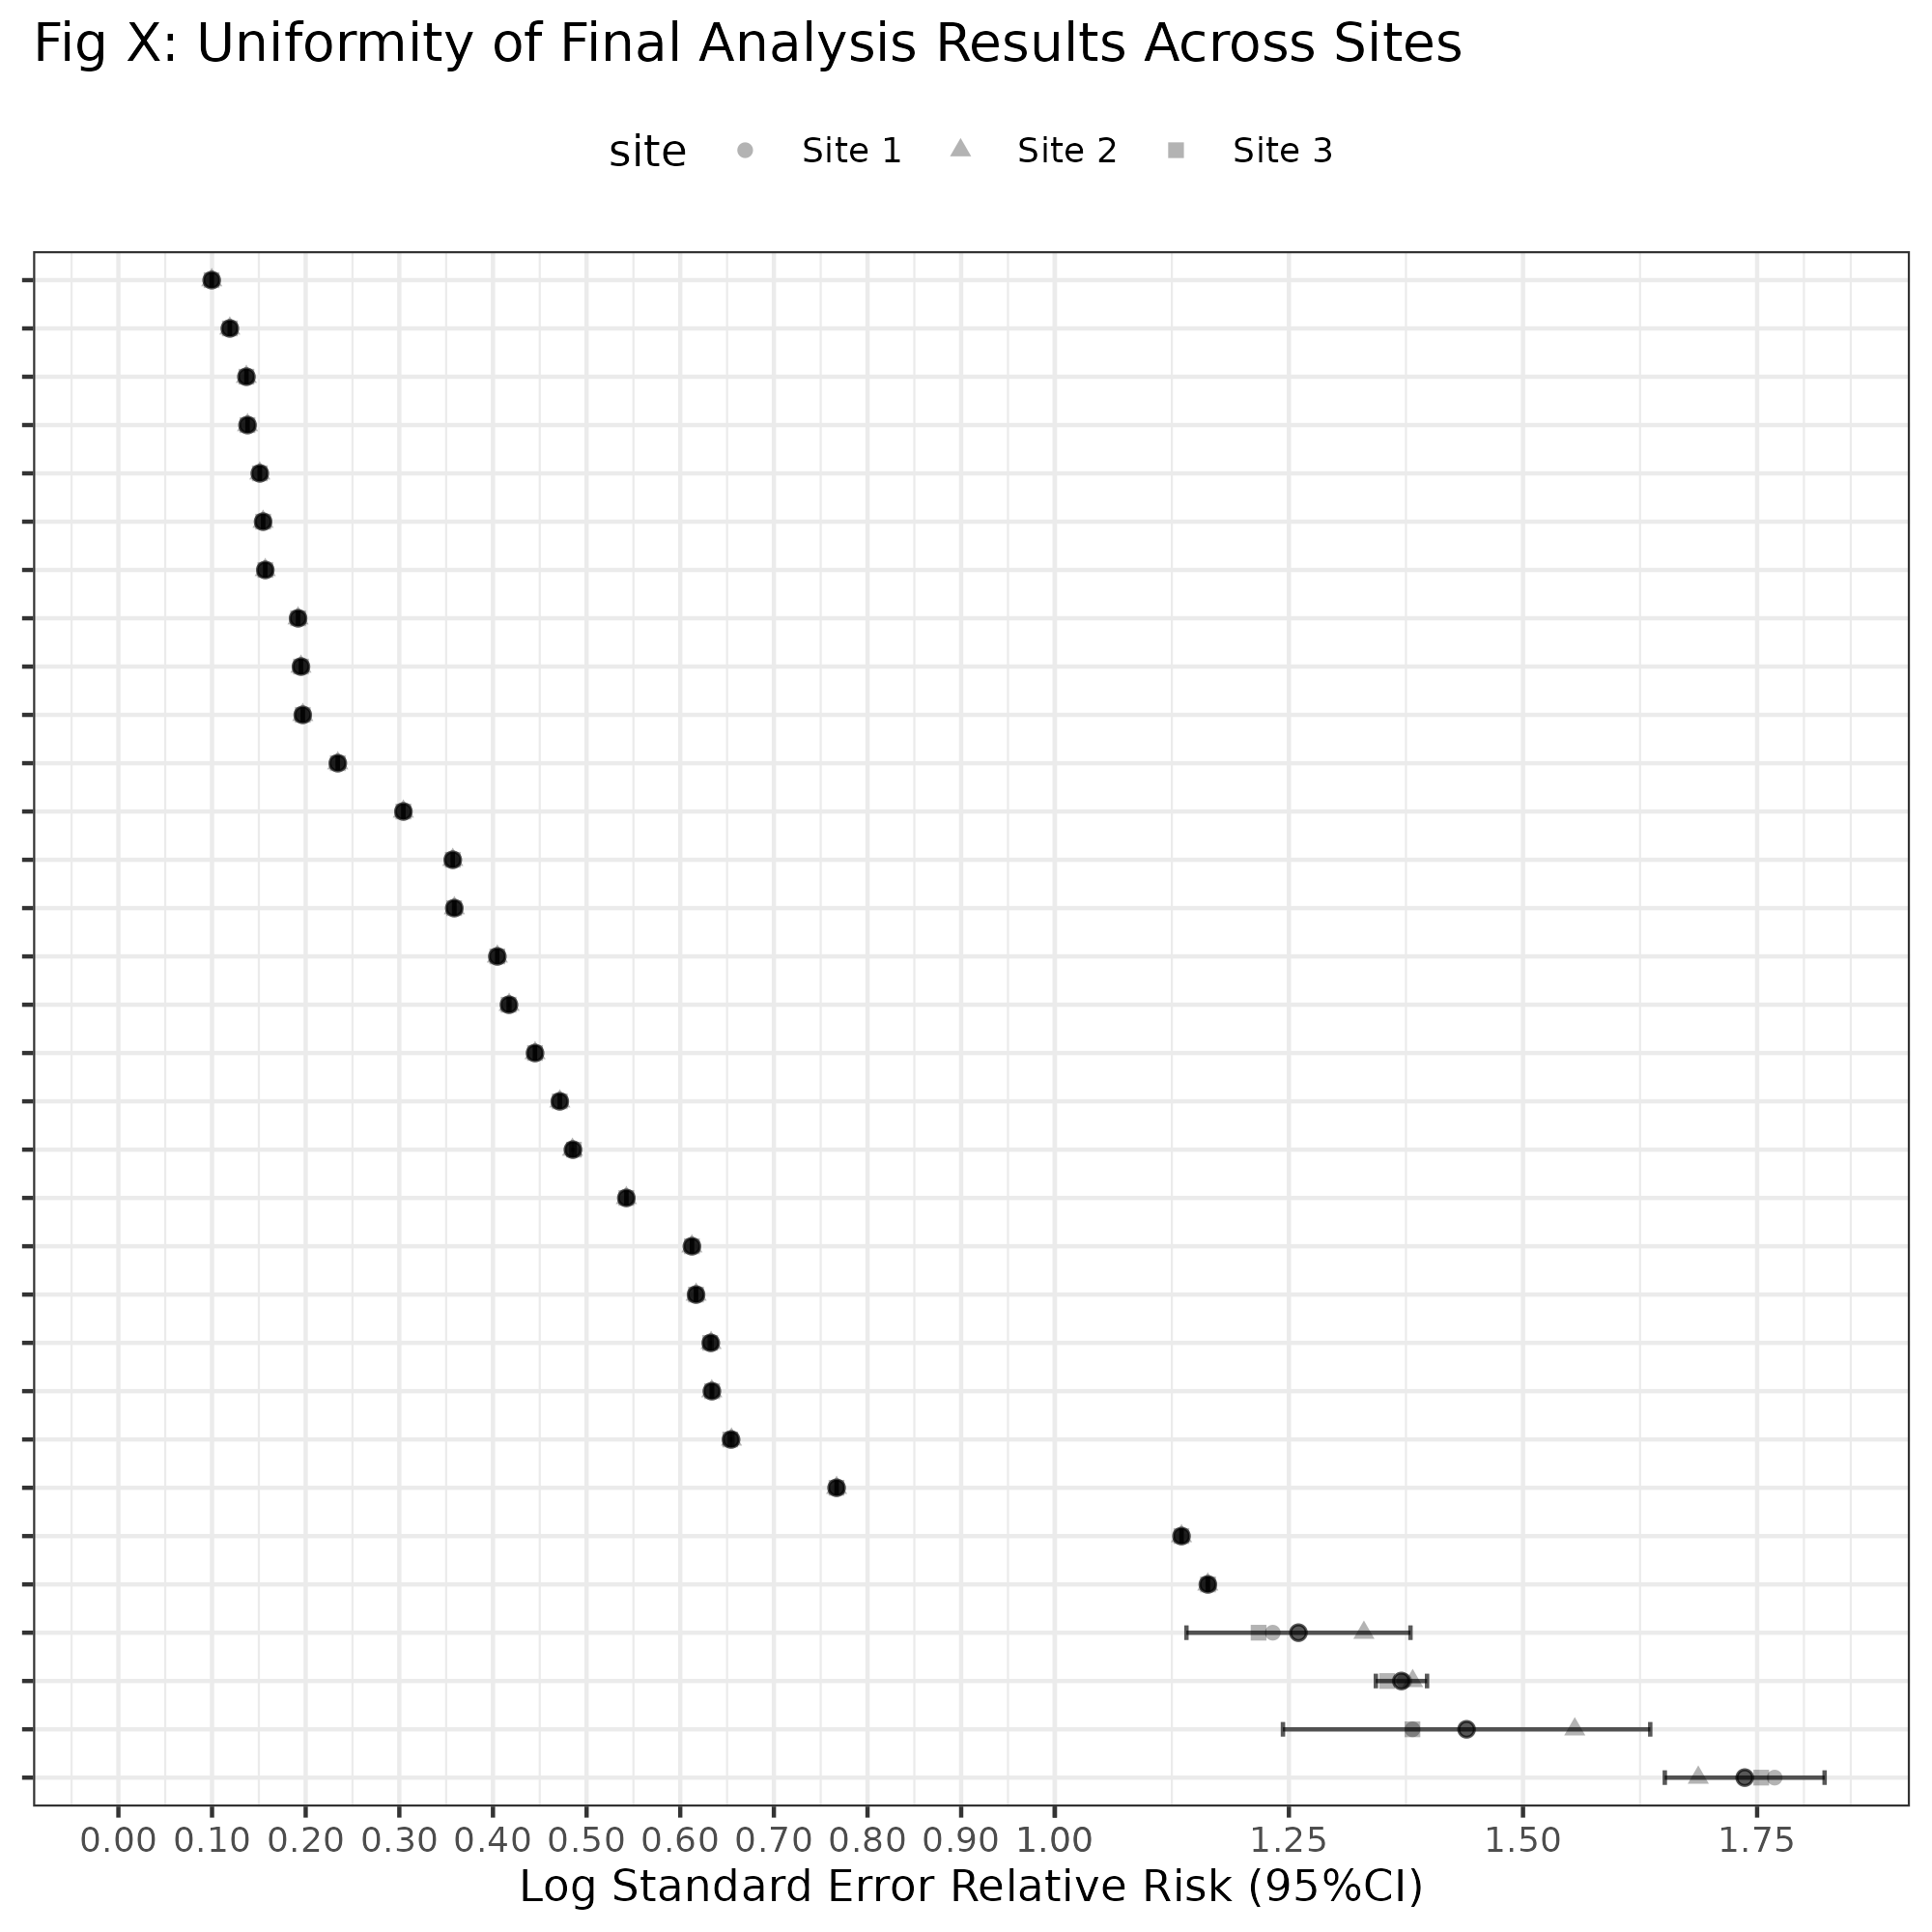 Fig X: Uniformity of Final Analysis Results Across Sites
site Site 1 Site 2 Site 3
0.00 0.10 0.20 0.30 0.40 0.50 0.60 0.70 0.80 0.90 1.00 1.25 1.50 1.75
Log Standard Error Relative Risk (95%CI)